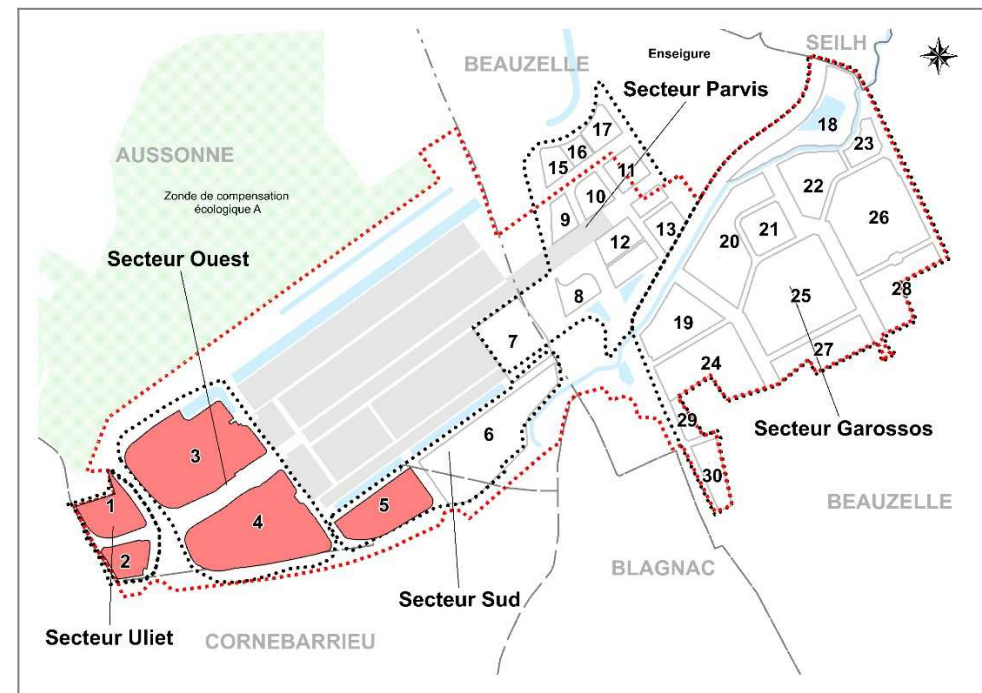 SEILH
BEAUZELLE
Enseigure
Secteur Parvis
17
18
16
15
11
23
AUSSONNE
22
10
Zonde de compensation
écologique A
9
26
13
21
20
12
Secteur Ouest
28
8
25
19
7
27
24
6
29
Secteur Garossos
3
30
5
BEAUZELLE
1
4
2
BLAGNAC
Secteur Sud
Secteur Uliet
CORNEBARRIEU